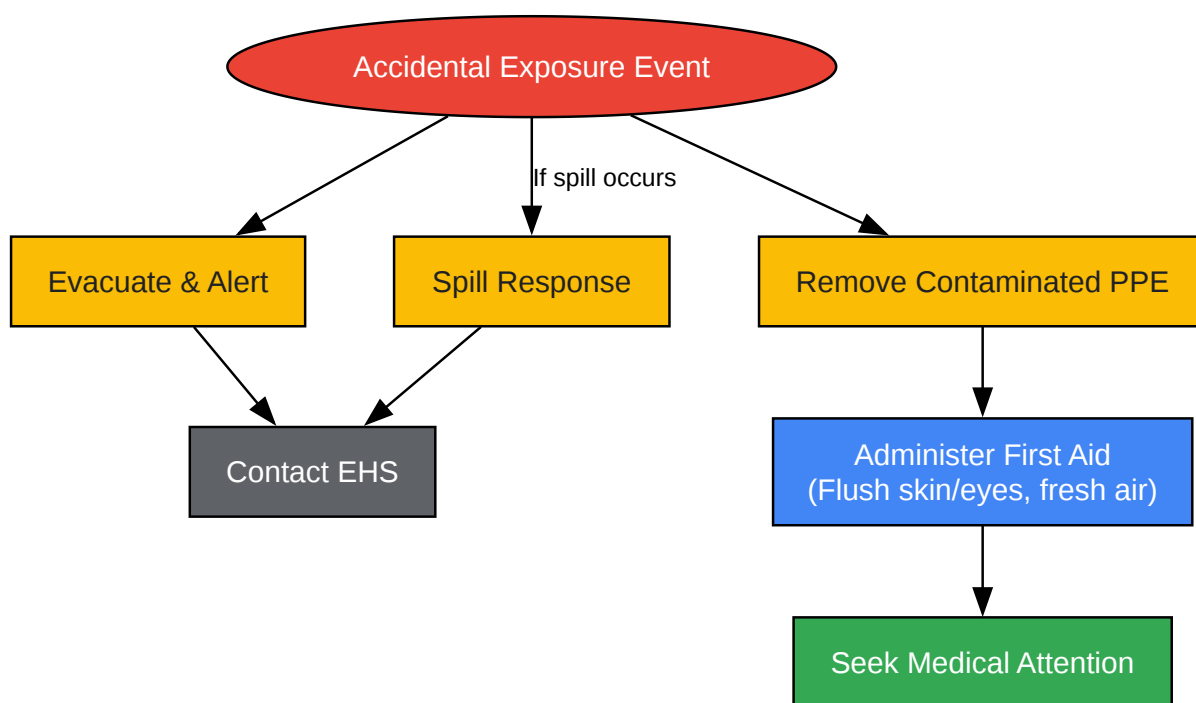 Accidental Exposure Event
If spill occurs
Evacuate & Alert
Spill Response
Remove Contaminated PPE
Contact EHS
Administer First Aid
(Flush skin/eyes, fresh air)
Seek Medical Attention